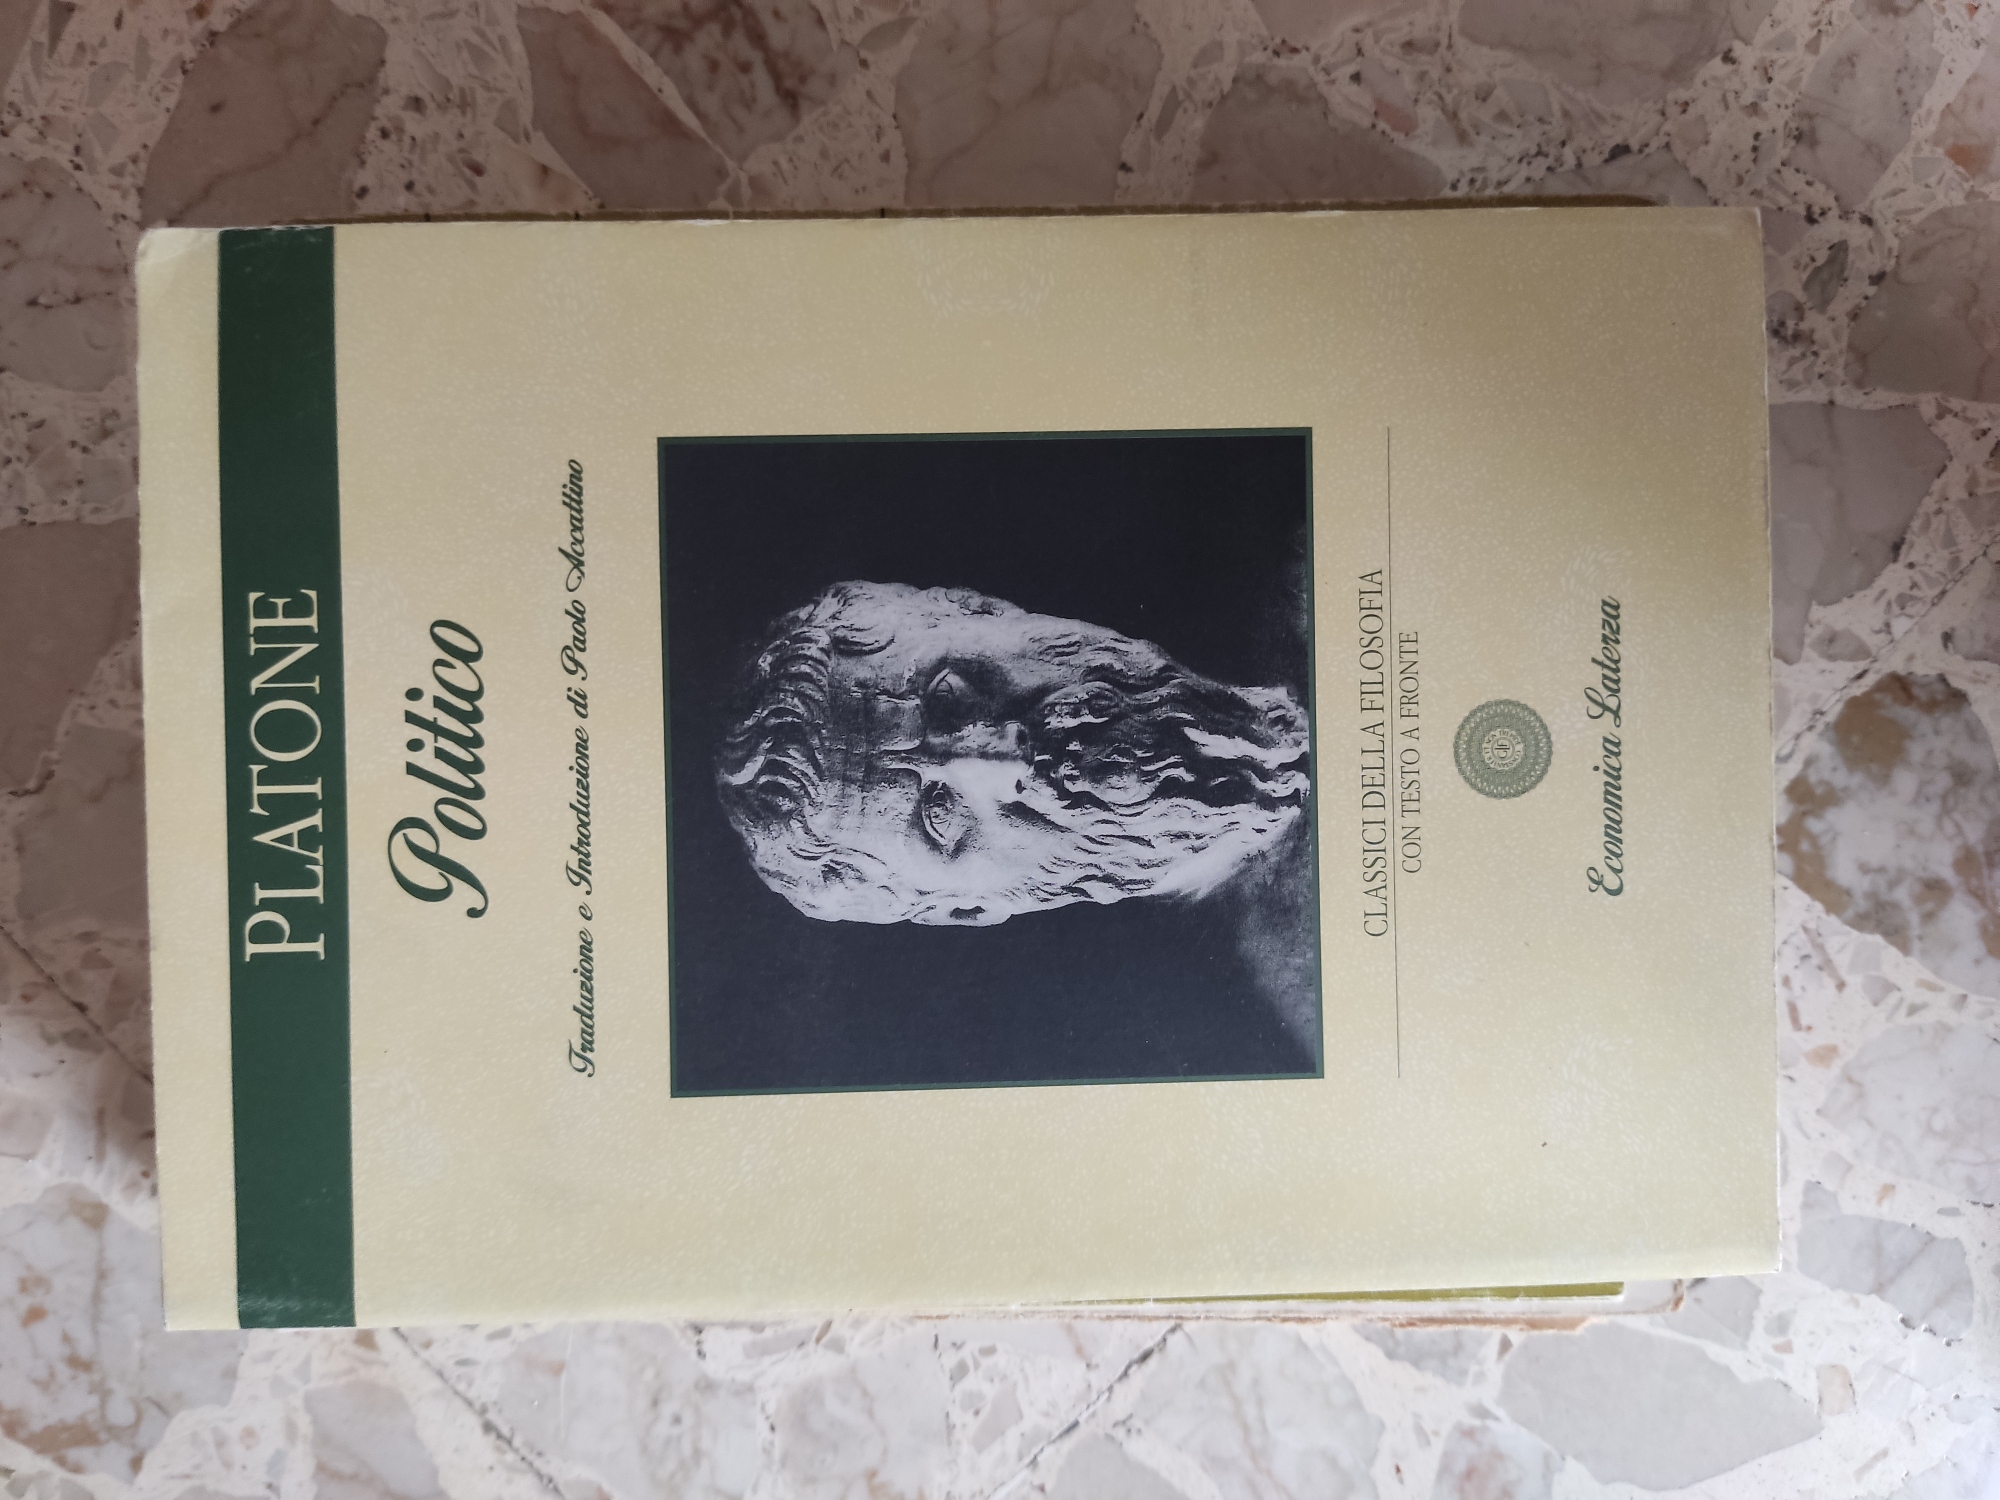 PLATONE
Politico
Traduzione e Introduzione di Paolo Accattino
CLASSICI DELLA FILOSOFIA
CON TESTO A FRONTE
Economica Laterza